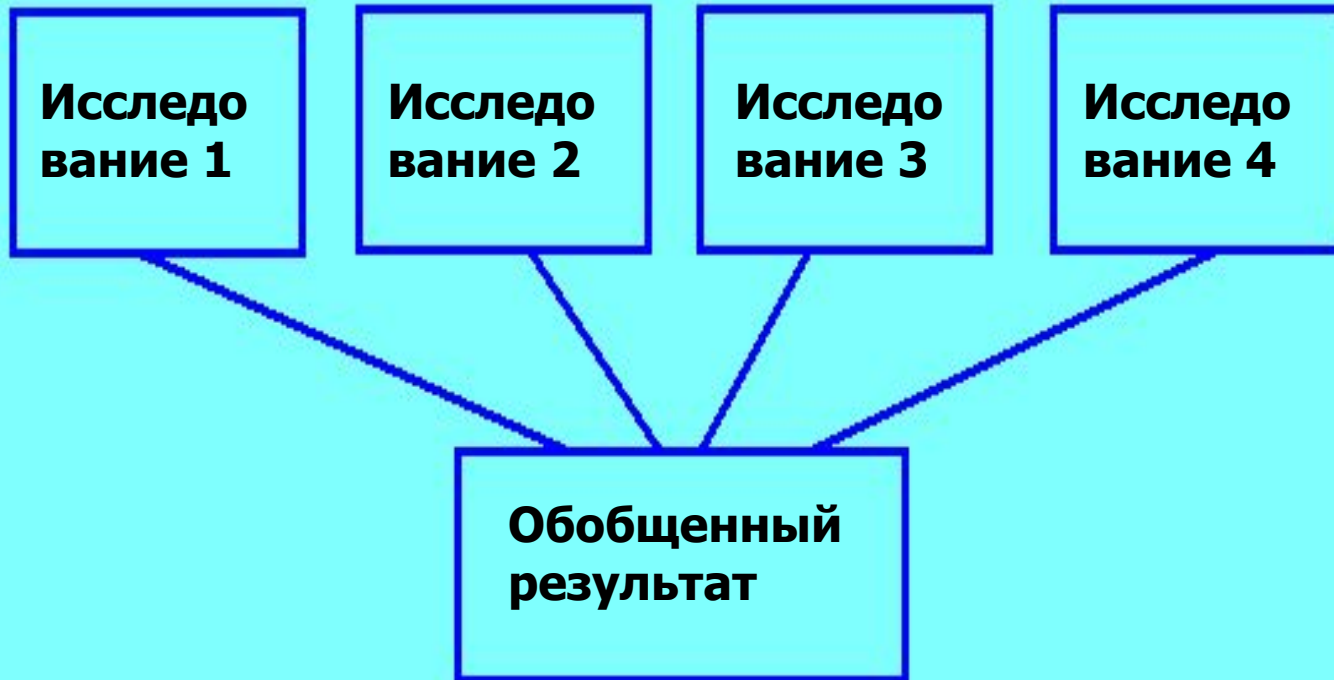 Исследо
вание 1
Исследо
вание 2
Исследо
вание 3
Исследо
вание 4
Обобщенный
результат